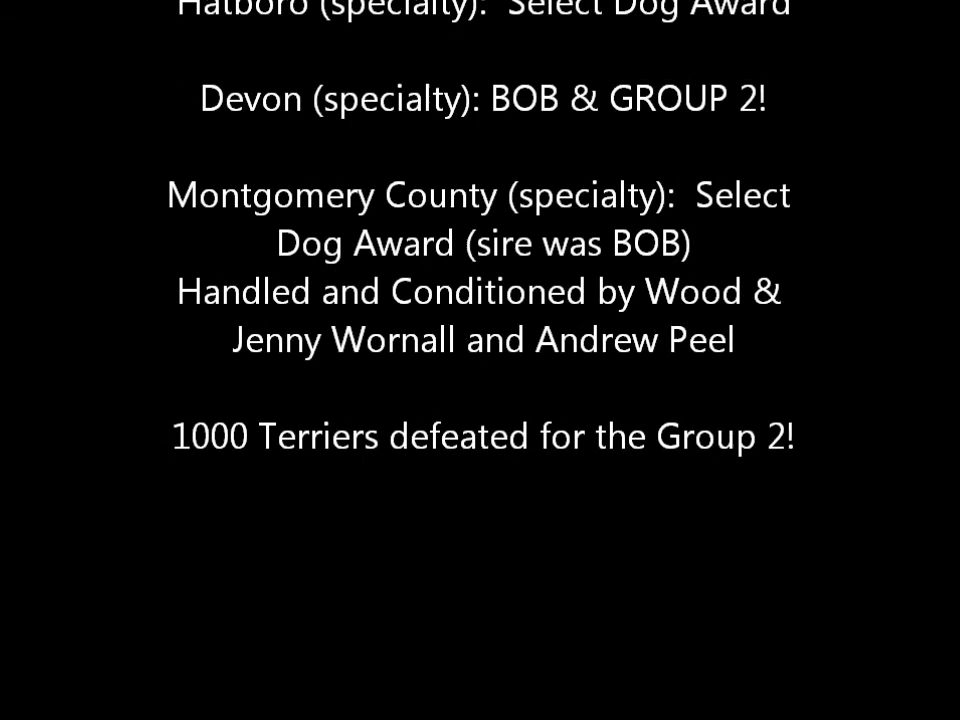 Hatboro (specialty):  Select Dog Award
Devon (specialty): BOB & GROUP 2!
Montgomery County (specialty):  Select
Dog Award (sire was BOB)
Handled and Conditioned by Wood &
Jenny Wornall and Andrew Peel
1000 Terriers defeated for the Group 2!